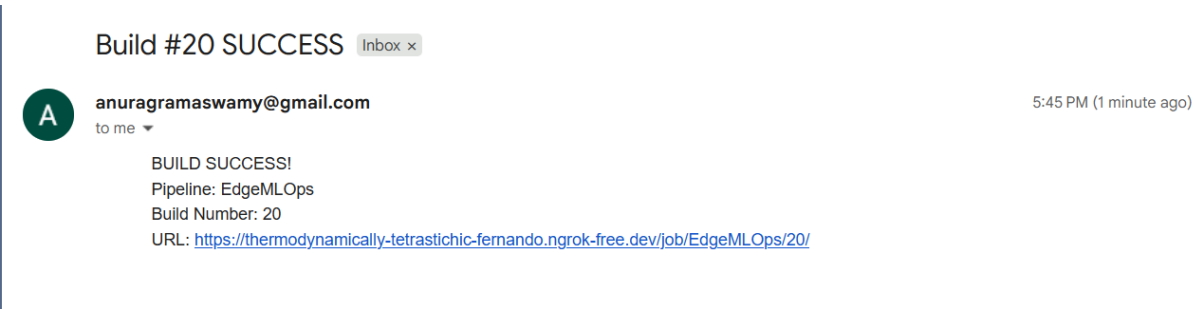 Build #20 SUCCESS Inbox ×
A
anuragramaswamy@gmail.com 5:45 PM (1 minute ago)
to me
BUILD SUCCESS!
Pipeline: EdgeMLOps
Build Number: 20
URL: https://thermodynamically-tetrastichic-fernando.ngrok-free.dev/job/EdgeMLOps/20/